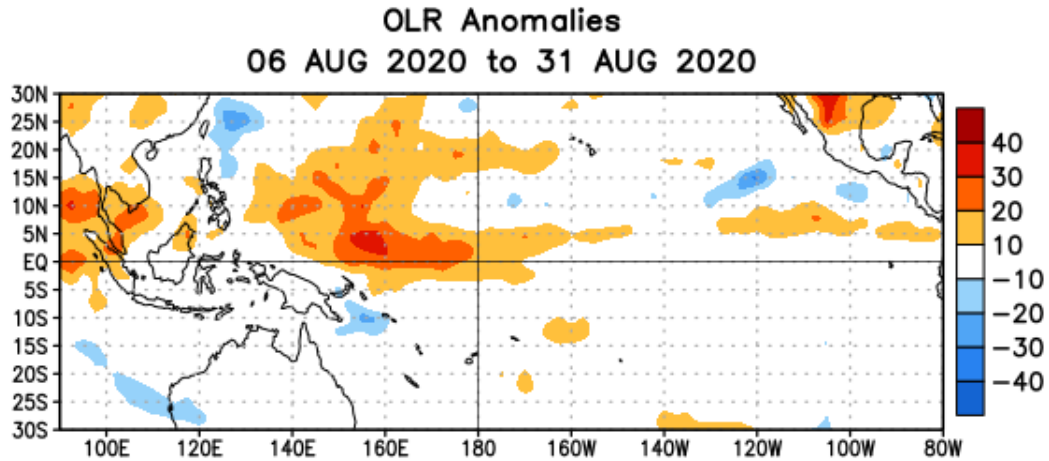 OLR Anomalies
06 AUG 2020 to 31 AUG 2020
30N
25N
20N
15N
10N
5N
EQ
5S
10S
15S
20S
25S
30S
100E 120E 140E 160E 180 160W 140W 120W 100W 80W
40
30
20
10
−10
−20
−30
−40